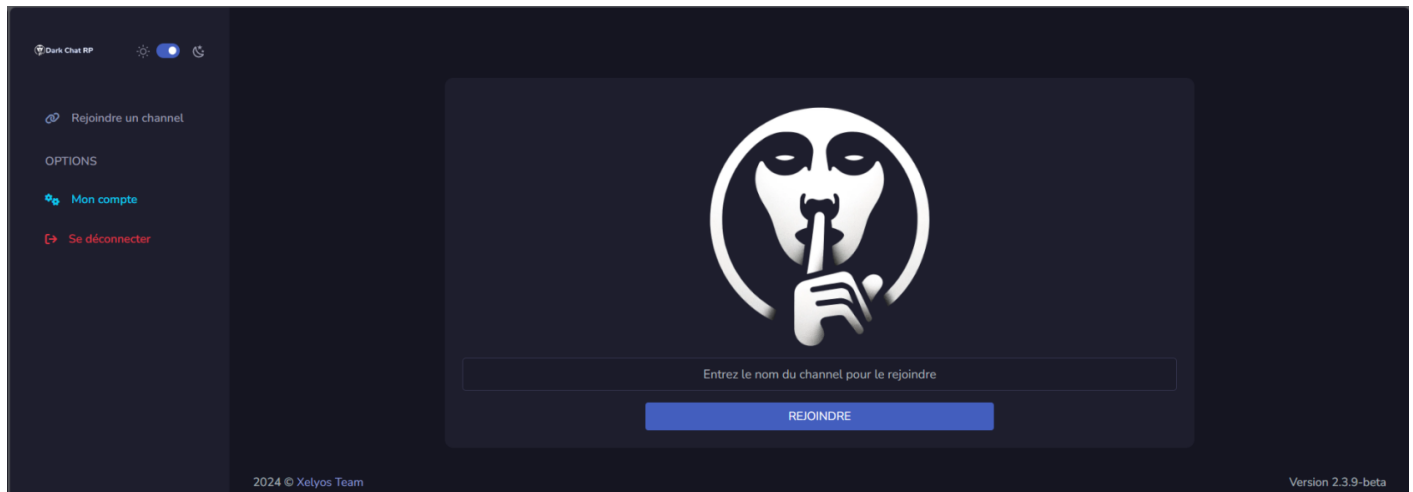 Dark Chat RP
Rejoindre un channel
OPTIONS
Mon compte
Se déconnecter
Entrez le nom du channel pour le rejoindre
REJOINDRE
2024 © Xelyos Team
Version 2.3.9-beta